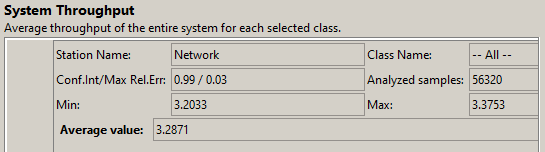 System Throughput
Average throughput of the entire system for each selected class.
Station Name: Network Class Name: -- All --
Conf.Int/Max Rel.Err: 0.99 / 0.03 Analyzed samples: 56320
Min: 3.2033 Max: 3.3753
Average value: 3.2871